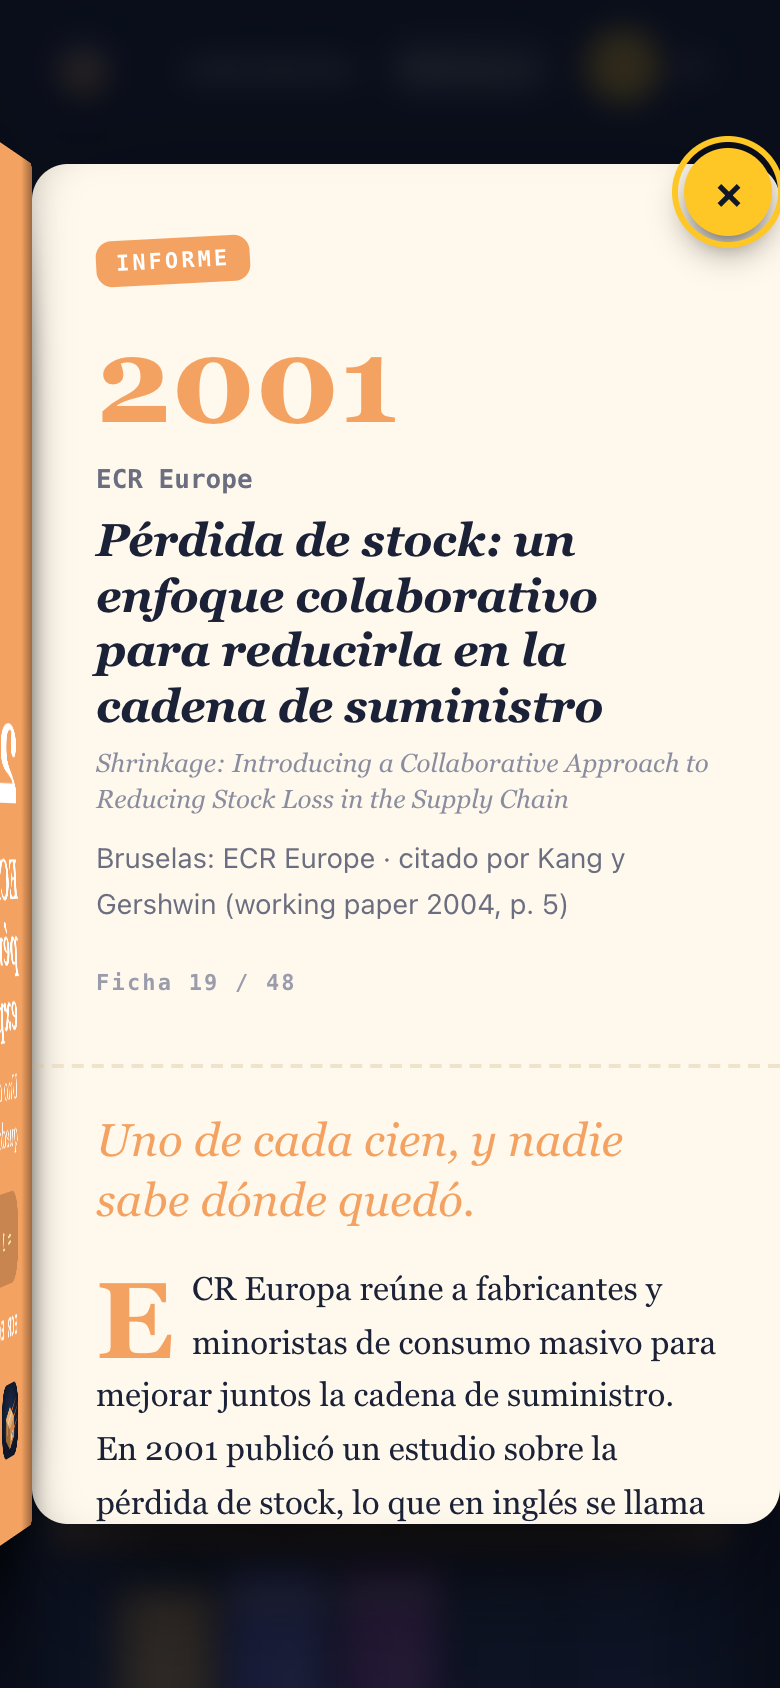 ×
INFORME
2001
ECR Europe
Pérdida de stock: un
enfoque colaborativo
para reducirla en la
cadena de suministro
Shrinkage: Introducing a Collaborative Approach to
Reducing Stock Loss in the Supply Chain
Bruselas: ECR Europe · citado por Kang y
Gershwin (working paper 2004, p. 5)
Ficha 19 / 48
Uno de cada cien, y nadie
sabe dónde quedó.
ECR Europa reúne a fabricantes y
minoristas de consumo masivo para
mejorar juntos la cadena de suministro.
En 2001 publicó un estudio sobre la
pérdida de stock, lo que en inglés se llama